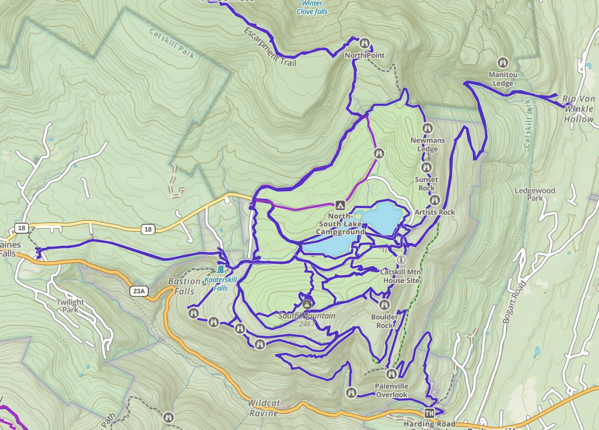 Winter
Clove falls
Catskill Park
Escarpment Trail
North Point
Manitou
Ledge
Rip Van
Winkle
Hollow
Catskill Park
Newmans
Ledge
Sunset
Rock
Ledgewood
Park
Artists Rock
North-
South Lake
Campground
18
18
aines
Falls
Kaaterskill
Falls
Bastion
Falls
23A
Catskill Mtn
House Site
Twilight
Park
South Mountain
2467
Boulder
Rock
Bogart Road
Palenville
Overlook
Wildcat
Ravine
Path
TH
Harding Road